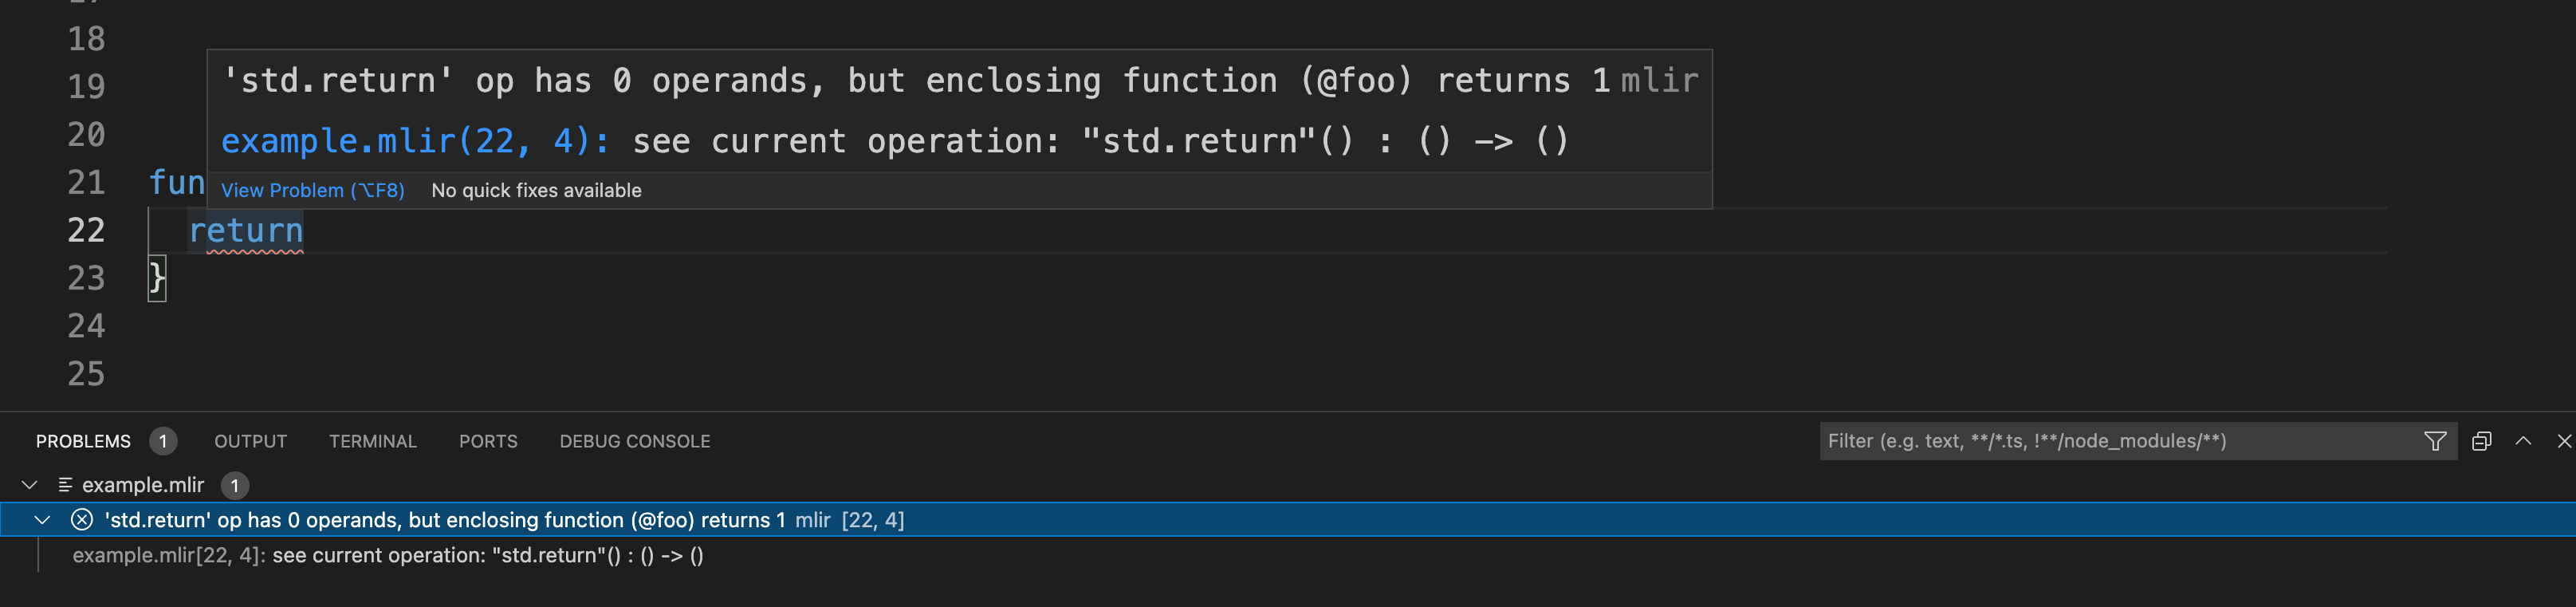 18
'std.return' op has 0 operands, but enclosing function (@foo) returns 1 mlir
19
example.mlir(22, 4): see current operation: "std.return"() : () -> ()
20
21 fun
View Problem (⌥F8) No quick fixes available
22 return
23 }
24
25
PROBLEMS 1 OUTPUT TERMINAL PORTS DEBUG CONSOLE Filter (e.g. text, **/*.ts, !**/node_modules/**)
example.mlir 1
'std.return' op has 0 operands, but enclosing function (@foo) returns 1 mlir [22, 4]
example.mlir[22, 4]: see current operation: "std.return"() : () -> ()